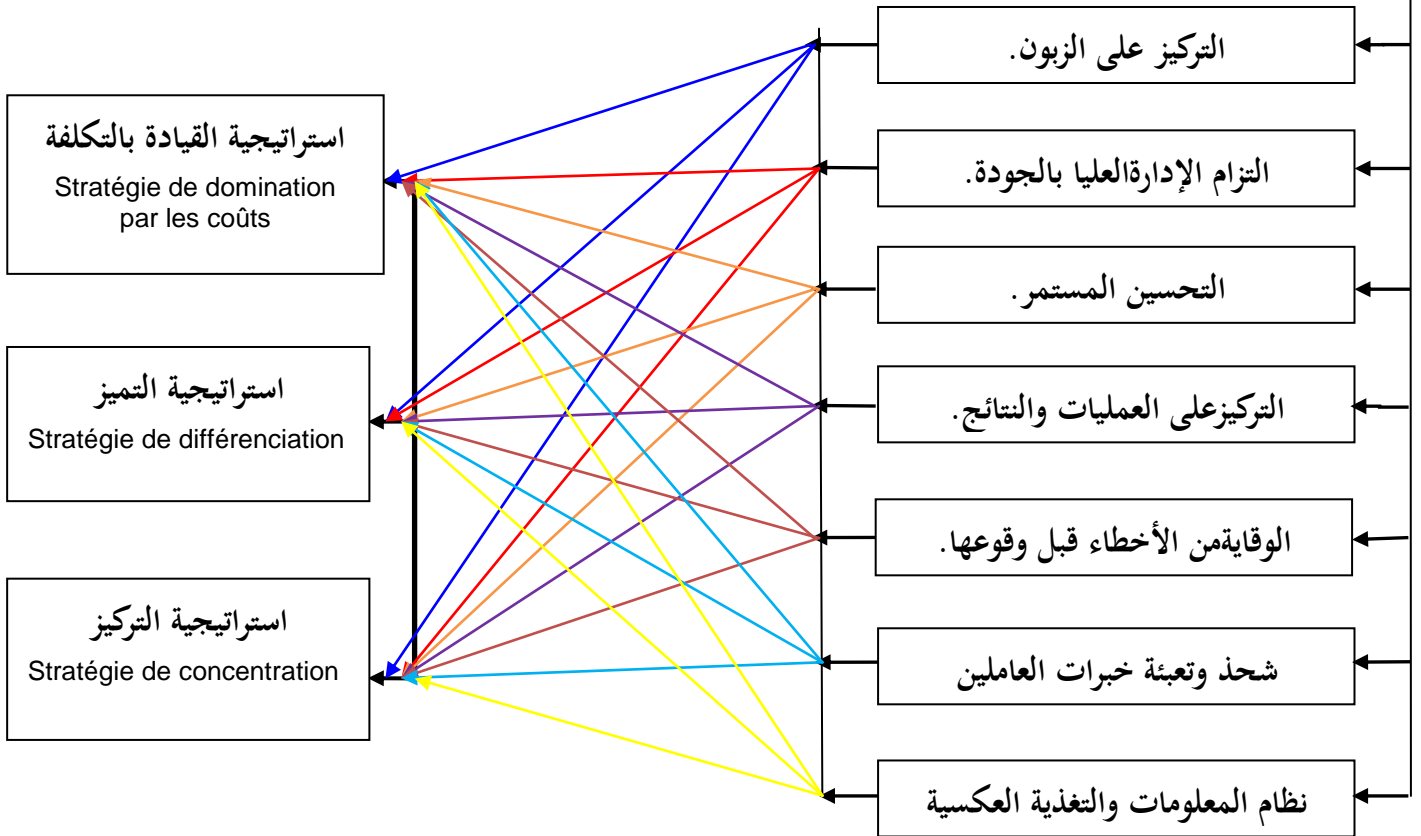 التركيز على الزبون.
التزام الإدارةالعليا بالجودة.
التحسين المستمر.
التركيزعلى العمليات والنتائج.
الوقايةمن الأخطاء قبل وقوعها.
شحذ وتعبئة خبرات العاملين
نظام المعلومات والتغذية العكسية
استراتيجية القيادة بالتكلفة
Stratégie de domination
par les coûts
استراتيجية التميز
Stratégie de différenciation
استراتيجية التركيز
Stratégie de concentration